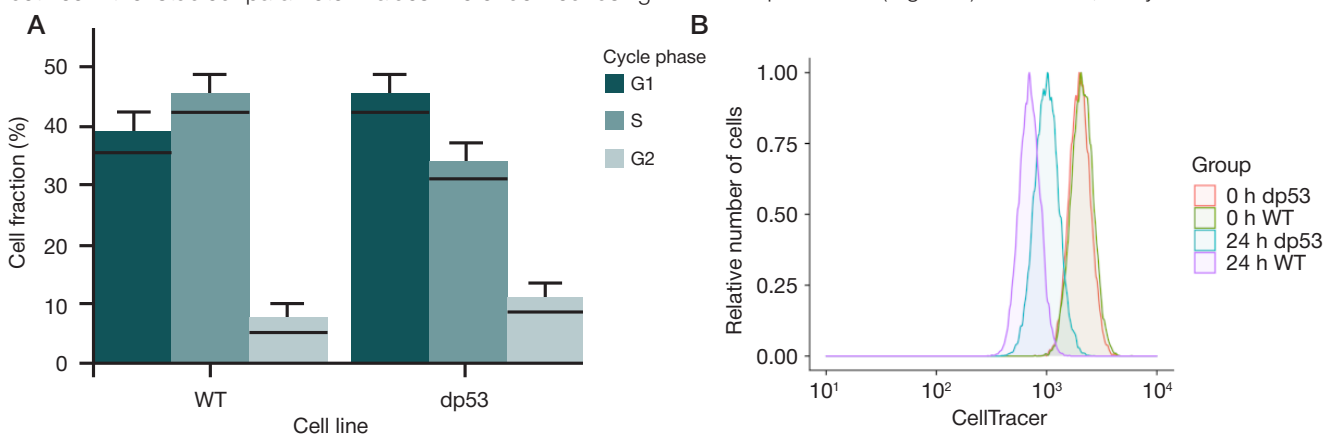 A
B
Cycle phase
G1
S
G2
50
40
30
20
10
0
Cell fraction (%)
WT
dp53
Cell line
1.00
0.75
0.50
0.25
0.00
Relative number of cells
10¹
10²
10³
10⁴
CellTracer
Group
0 h dp53
0 h WT
24 h dp53
24 h WT